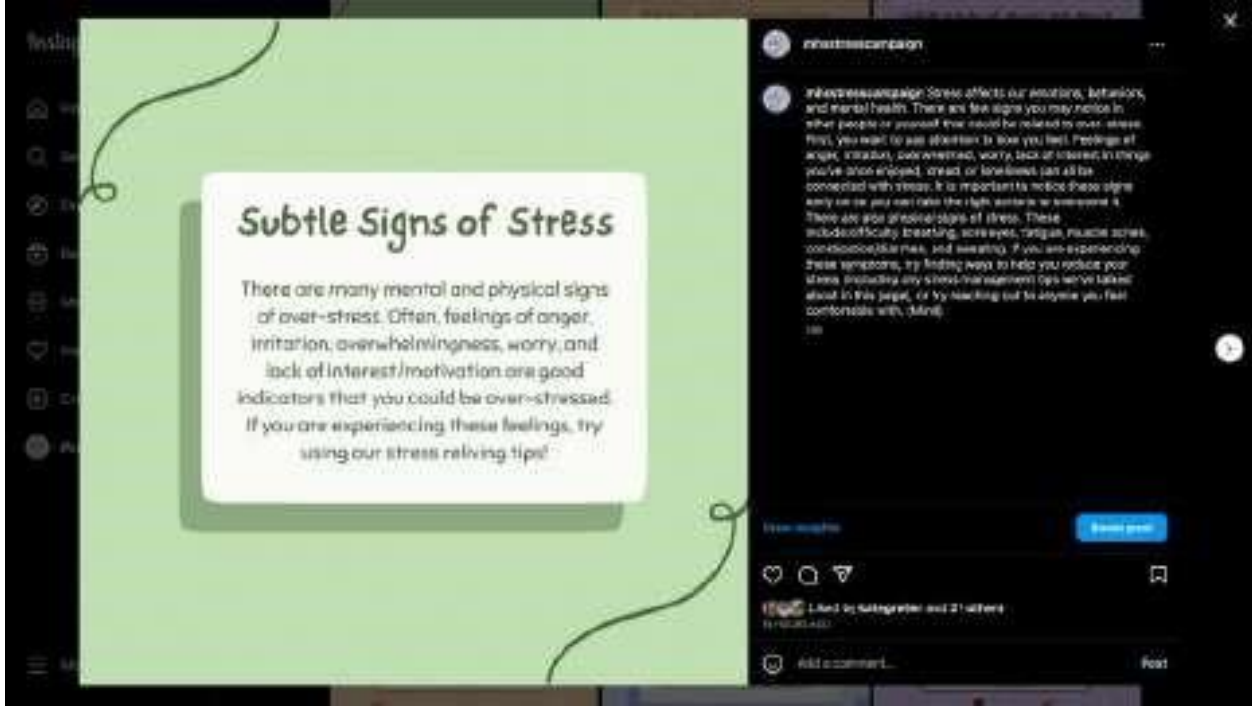 Subtle Signs of Stress
There are many mental and physical signs
of over-stress. Often, feelings of anger,
irritation, overwhelmingness, worry, and
lack of interest/motivation are good
indicators that you could be over-stressed.
If you are experiencing these feelings, try
using our stress reliving tips!
mhsstresscampaign
mhsstresscampaign Stress affects our emotions, behaviors,
and mental health. There are few signs you may notice in
other people or yourself that could be related to over-stress.
First, you want to pay attention to how you feel. Feelings of
anger, irritation, overwhelmed, worry, lack of interest in things
you've once enjoyed, dread, or loneliness can all be
connected with stress. It is important to notice these signs
early on so you can take the right actions to overcome it.
There are also physical signs of stress. These
include:difficulty breathing, sore eyes, fatigue, muscle aches,
constipation/diarrhea, and sweating. If you are experiencing
these symptoms, try finding ways to help you reduce your
stress (including any stress management tips we've talked
about in this page), or try reaching out to anyone you feel
comfortable with. (Mind)
View insights
Boost post
Liked by and 21 others
Add a comment...
Post